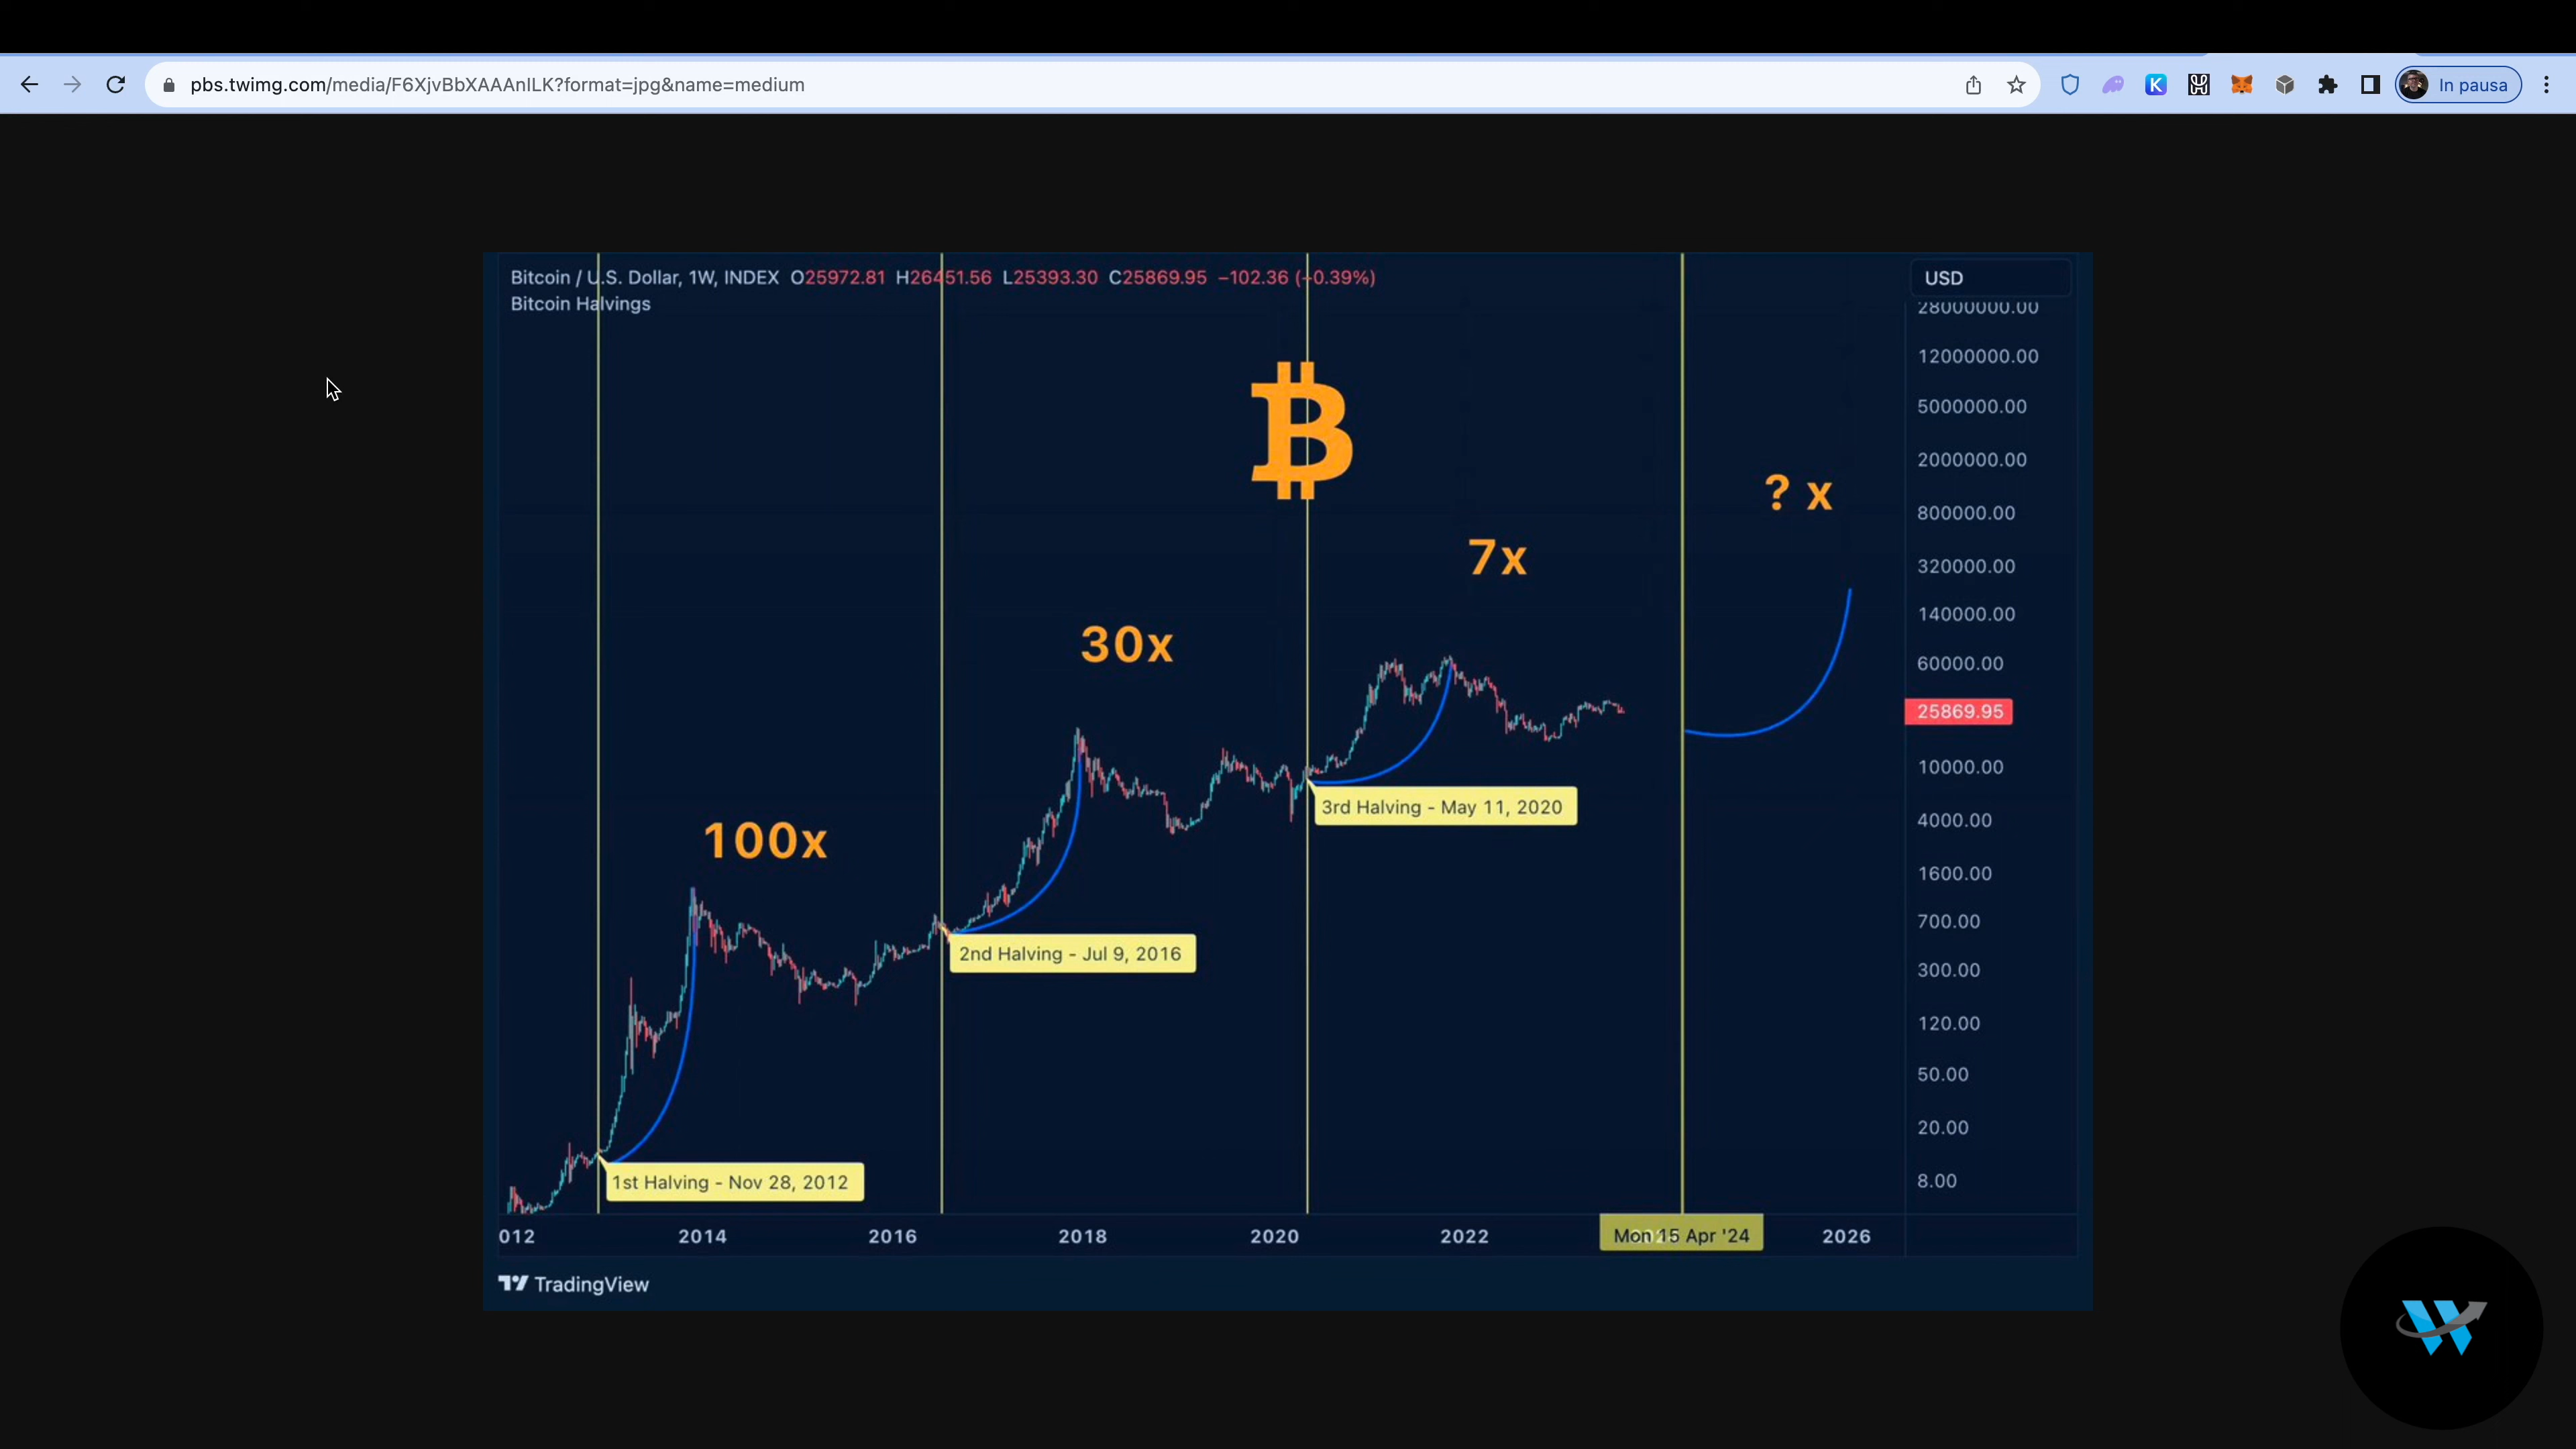 pbs.twimg.com/media/F6XjvBbXAAAnILK?format=jpg&name=medium
In pausa
Bitcoin / U.S. Dollar, 1W, INDEX O25972.81 H26451.56 L25393.30 C25869.95 −102.36 (−0.39%)
Bitcoin Halvings
USD
28000000.00
12000000.00
5000000.00
2000000.00
? x
800000.00
7x
320000.00
140000.00
30x
60000.00
25869.95
10000.00
3rd Halving - May 11, 2020
4000.00
100x
1600.00
700.00
2nd Halving - Jul 9, 2016
300.00
120.00
50.00
20.00
1st Halving - Nov 28, 2012
8.00
012 2014 2016 2018 2020 2022 Mon 15 Apr '24 2026
TradingView